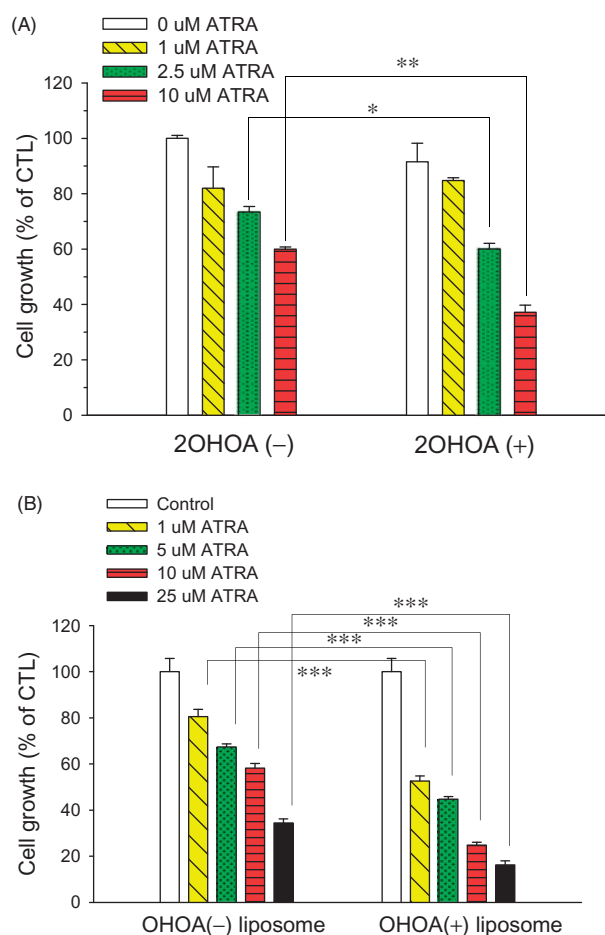 (A)
0 uM ATRA
1 uM ATRA
2.5 uM ATRA
10 uM ATRA
**
*
120
100
80
60
40
20
0
Cell growth (% of CTL)
2OHOA (−)
2OHOA (+)
(B)
Control
1 uM ATRA
5 uM ATRA
10 uM ATRA
25 uM ATRA
***
***
***
***
120
100
80
60
40
20
0
Cell growth (% of CTL)
OHOA(−) liposome
OHOA(+) liposome